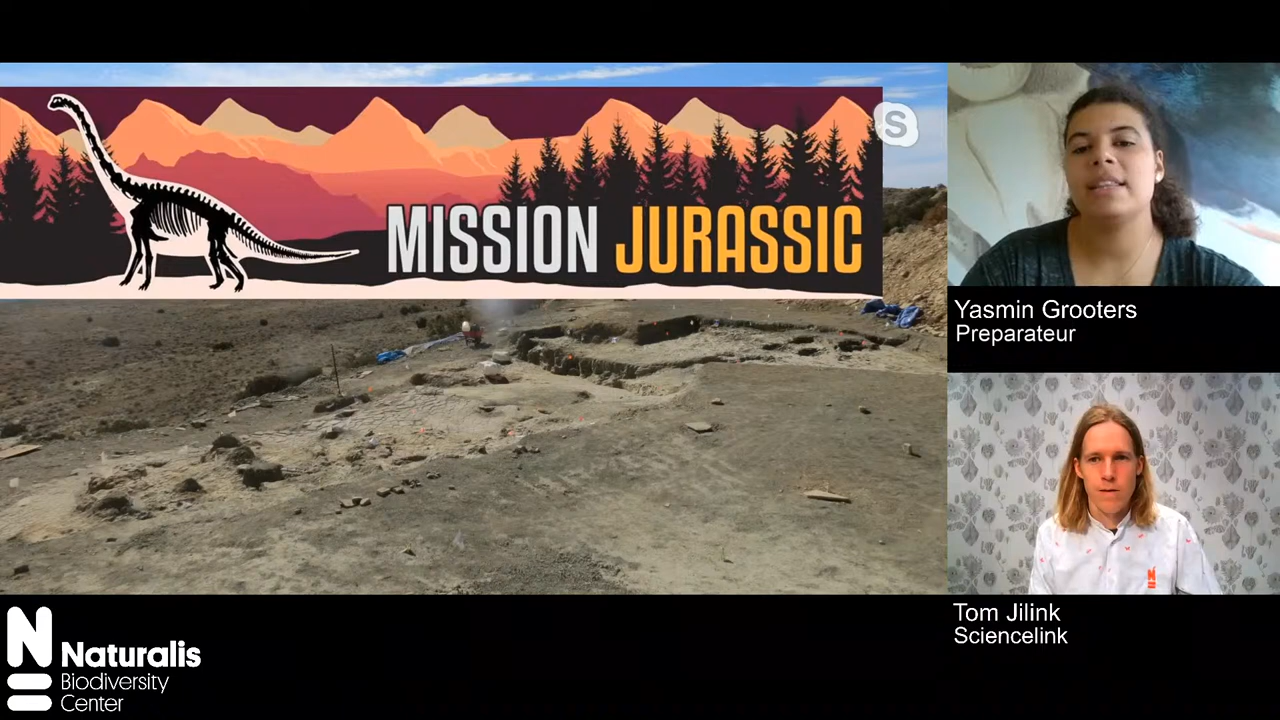 MISSION JURASSIC
S
Yasmin Grooters
Preparateur
Tom Jilink
Sciencelink
N
Naturalis
Biodiversity
Center